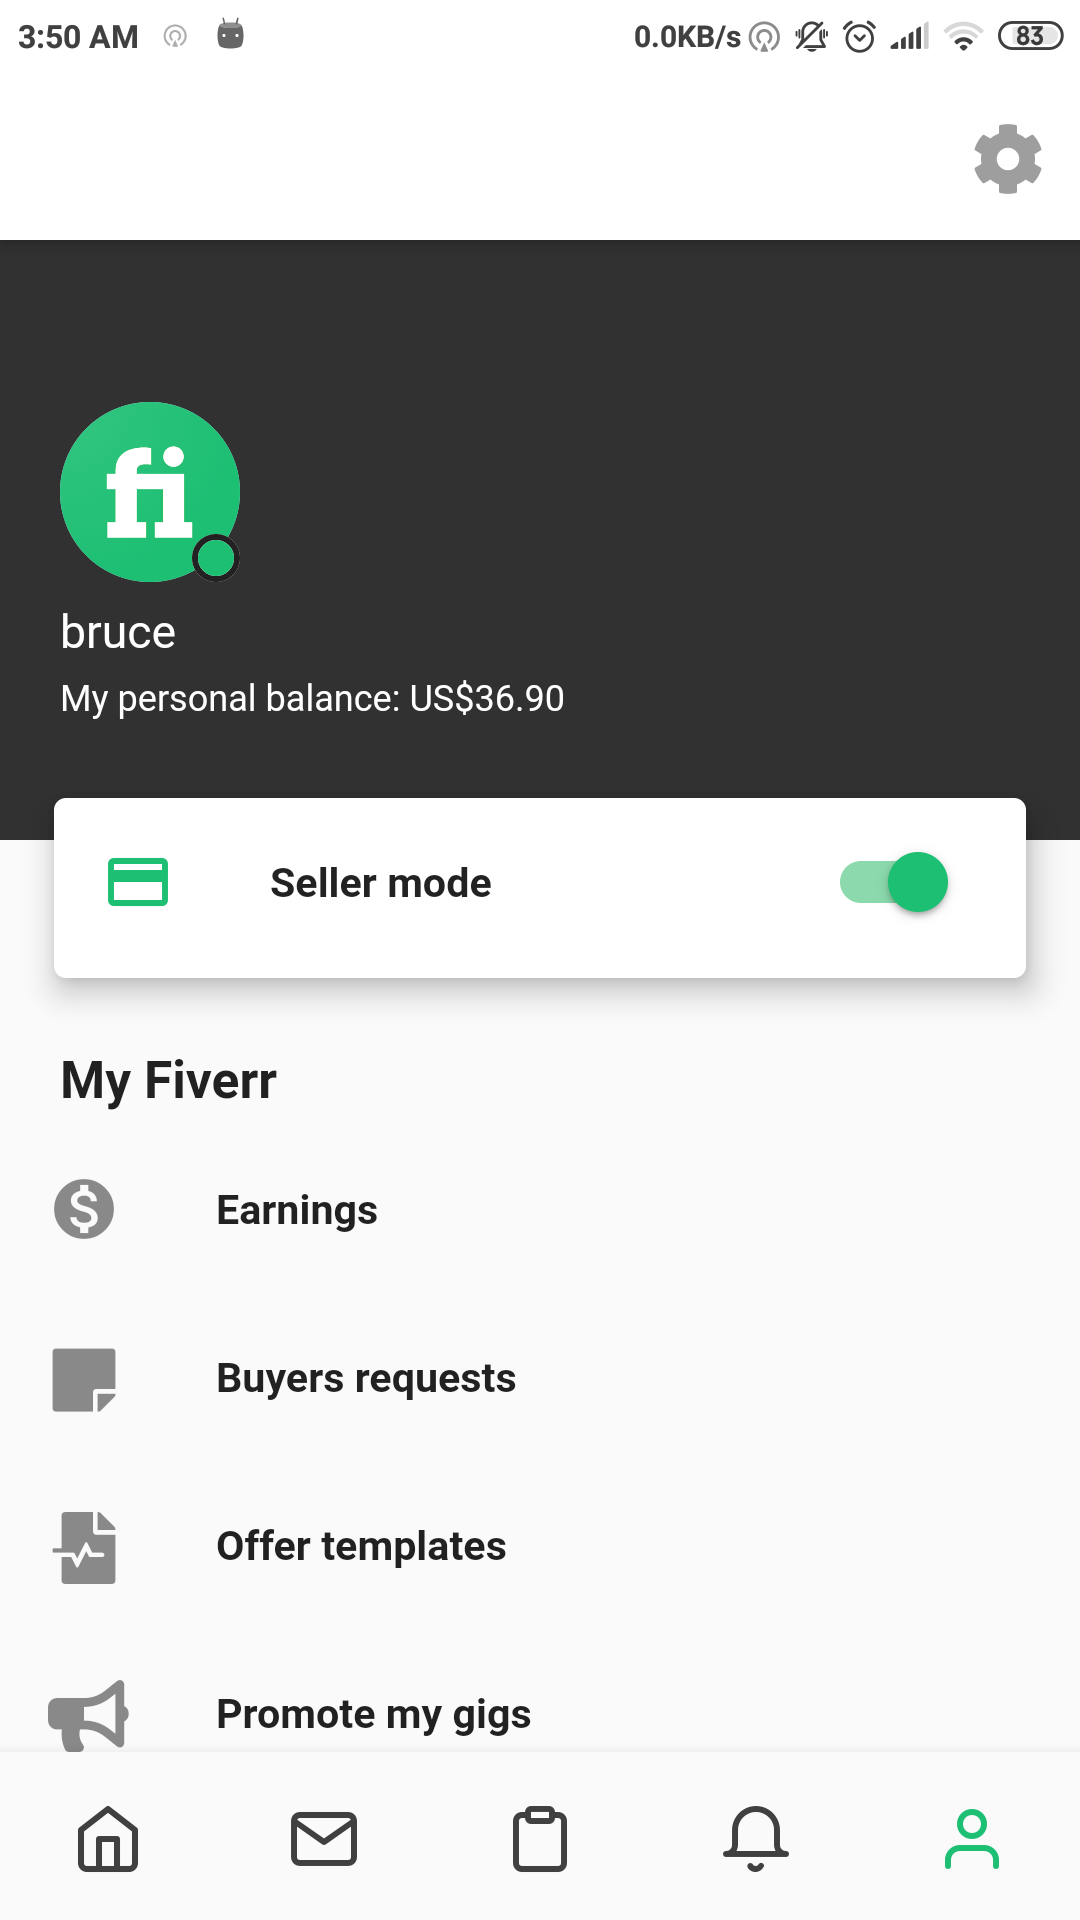 3:50 AM 0.0KB/s 83
fi
bruce
My personal balance: US$36.90
Seller mode
My Fiverr
Earnings
Buyers requests
Offer templates
Promote my gigs